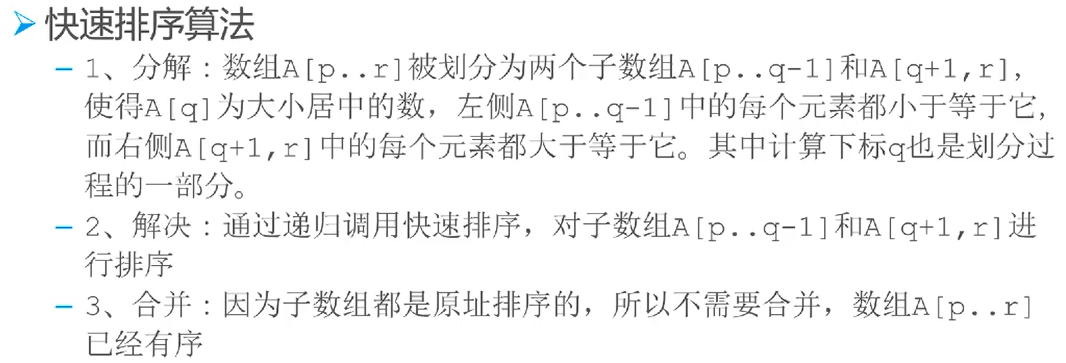 快速排序算法
– 1、分解：数组A[p..r]被划分为两个子数组A[p..q-1]和A[q+1,r],
使得A[q]为大小居中的数，左侧A[p..q-1]中的每个元素都小于等于它，
而右侧A[q+1,r]中的每个元素都大于等于它。其中计算下标q也是划分过
程的一部分。
– 2、解决：通过递归调用快速排序，对子数组A[p..q-1]和A[q+1,r]进
行排序
– 3、合并：因为子数组都是原址排序的，所以不需要合并，数组A[p..r]
已经有序